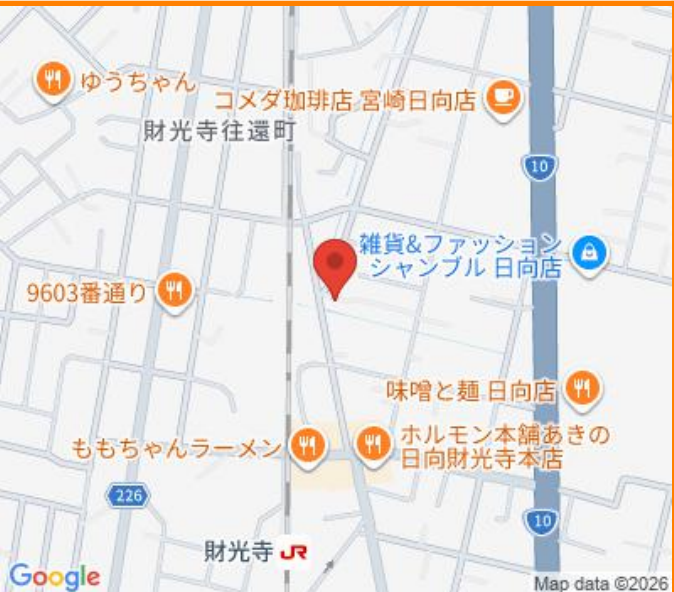 ゆうちゃん
コメダ珈琲店 宮崎日向店
財光寺往還町
10
雑貨&ファッション
シャンブル 日向店
9603番通り
味噌と麺 日向店
ももちゃんラーメン
ホルモン本舗あきの
日向財光寺本店
226
10
財光寺 JR
Google
Map data ©2026